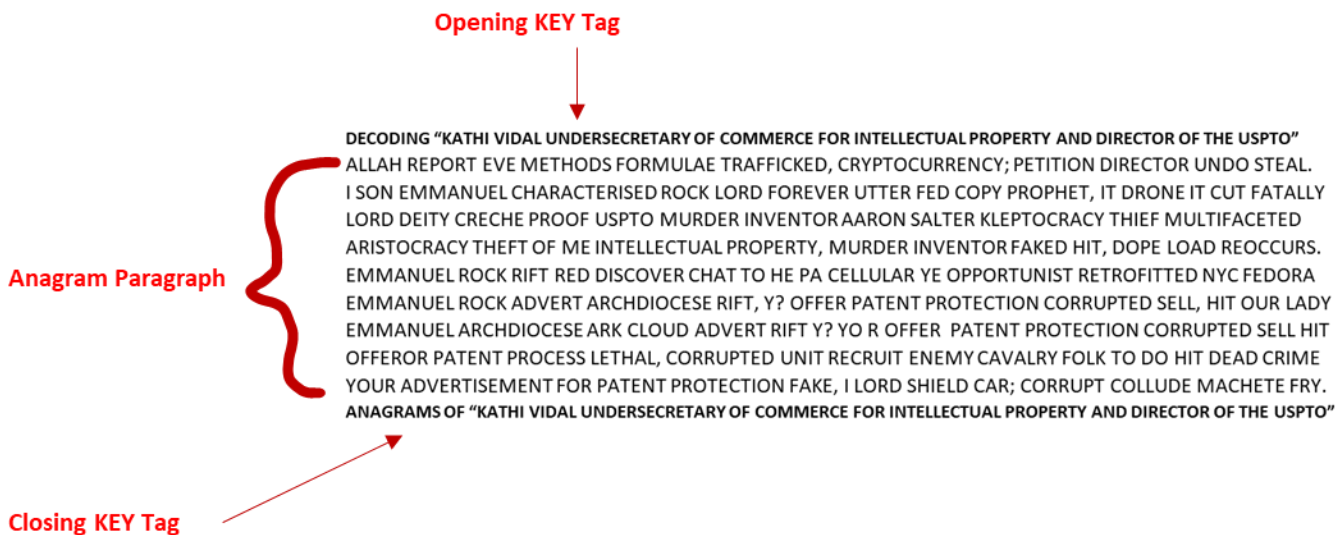 Opening KEY Tag
DECODING “KATHI VIDAL UNDERSECRETARY OF COMMERCE FOR INTELLECTUAL PROPERTY AND DIRECTOR OF THE USPTO”
ALLAH REPORT EVE METHODS FORMULAE TRAFFICKED, CRYPTOCURRENCY; PETITION DIRECTOR UNDO STEAL.
I SON EMMANUEL CHARACTERISED ROCK LORD FOREVER UTTER FED COPY PROPHET, IT DRONE IT CUT FATALLY
LORD DEITY CRECHE PROOF USPTO MURDER INVENTOR AARON SALTER KLEPTOCRACY THIEF MULTIFACETED
ARISTOCRACY THEFT OF ME INTELLECTUAL PROPERTY, MURDER INVENTOR FAKED HIT, DOPE LOAD REOCCURS.
Anagram Paragraph
EMMANUEL ROCK RIFT RED DISCOVER CHAT TO HE PA CELLULAR YE OPPORTUNIST RETROFITTED NYC FEDORA
EMMANUEL ROCK ADVERT ARCHDIOCESE RIFT, Y? OFFER PATENT PROTECTION CORRUPTED SELL, HIT OUR LADY
EMMANUEL ARCHDIOCESE ARK CLOUD ADVERT RIFT Y? YO R OFFER PATENT PROTECTION CORRUPTED SELL HIT
OFFEROR PATENT PROCESS LETHAL, CORRUPTED UNIT RECRUIT ENEMY CAVALRY FOLK TO DO HIT DEAD CRIME
YOUR ADVERTISEMENT FOR PATENT PROTECTION FAKE, I LORD SHIELD CAR; CORRUPT COLLUDE MACHETE FRY.
ANAGRAMS OF “KATHI VIDAL UNDERSECRETARY OF COMMERCE FOR INTELLECTUAL PROPERTY AND DIRECTOR OF THE USPTO”
Closing KEY Tag